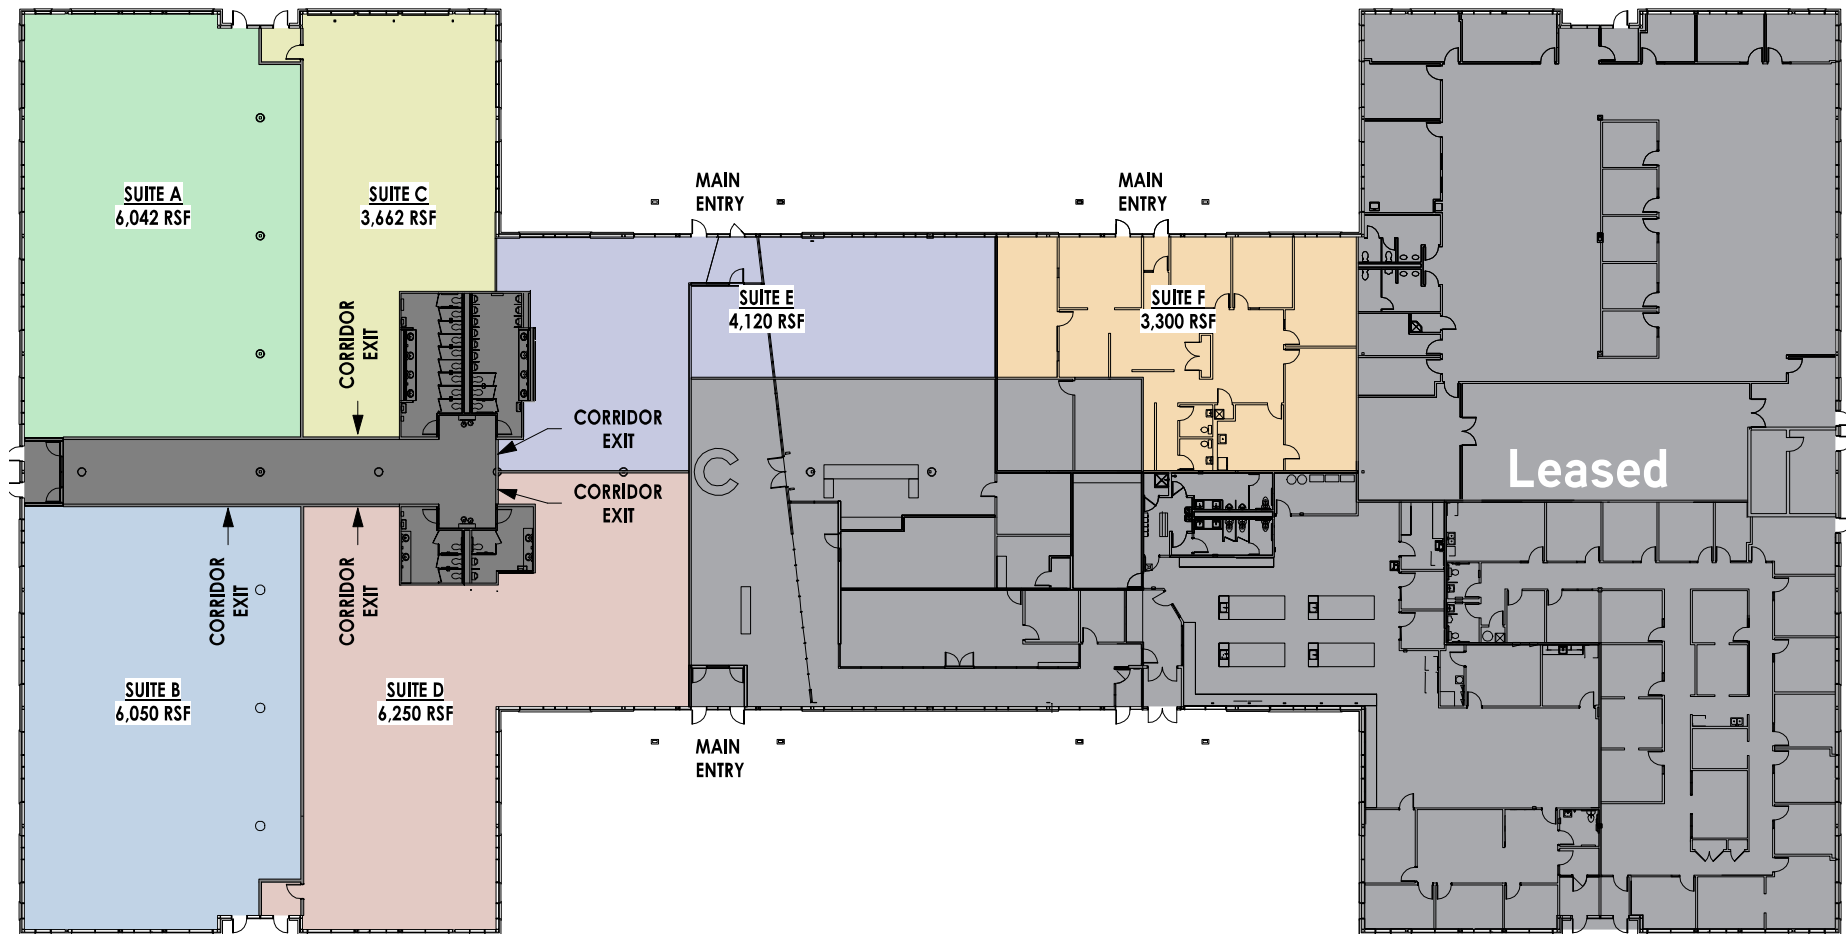 SUITE A
6,042 RSF
SUITE C
3,662 RSF
MAIN
ENTRY
MAIN
ENTRY
SUITE E
4,120 RSF
SUITE F
3,300 RSF
CORRIDOR
EXIT
CORRIDOR
EXIT
CORRIDOR
EXIT
C
Leased
CORRIDOR
EXIT
CORRIDOR
EXIT
SUITE B
6,050 RSF
SUITE D
6,250 RSF
MAIN
ENTRY